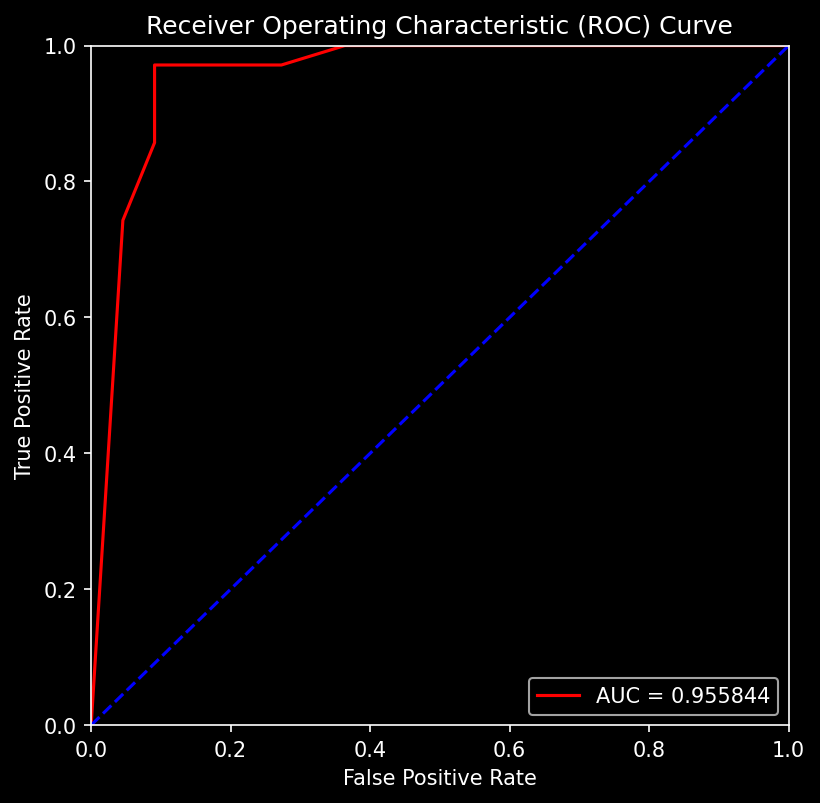 Receiver Operating Characteristic (ROC) Curve
1.0
0.8
0.6
0.4
0.2
0.0
True Positive Rate
AUC = 0.955844
0.0 0.2 0.4 0.6 0.8 1.0
False Positive Rate